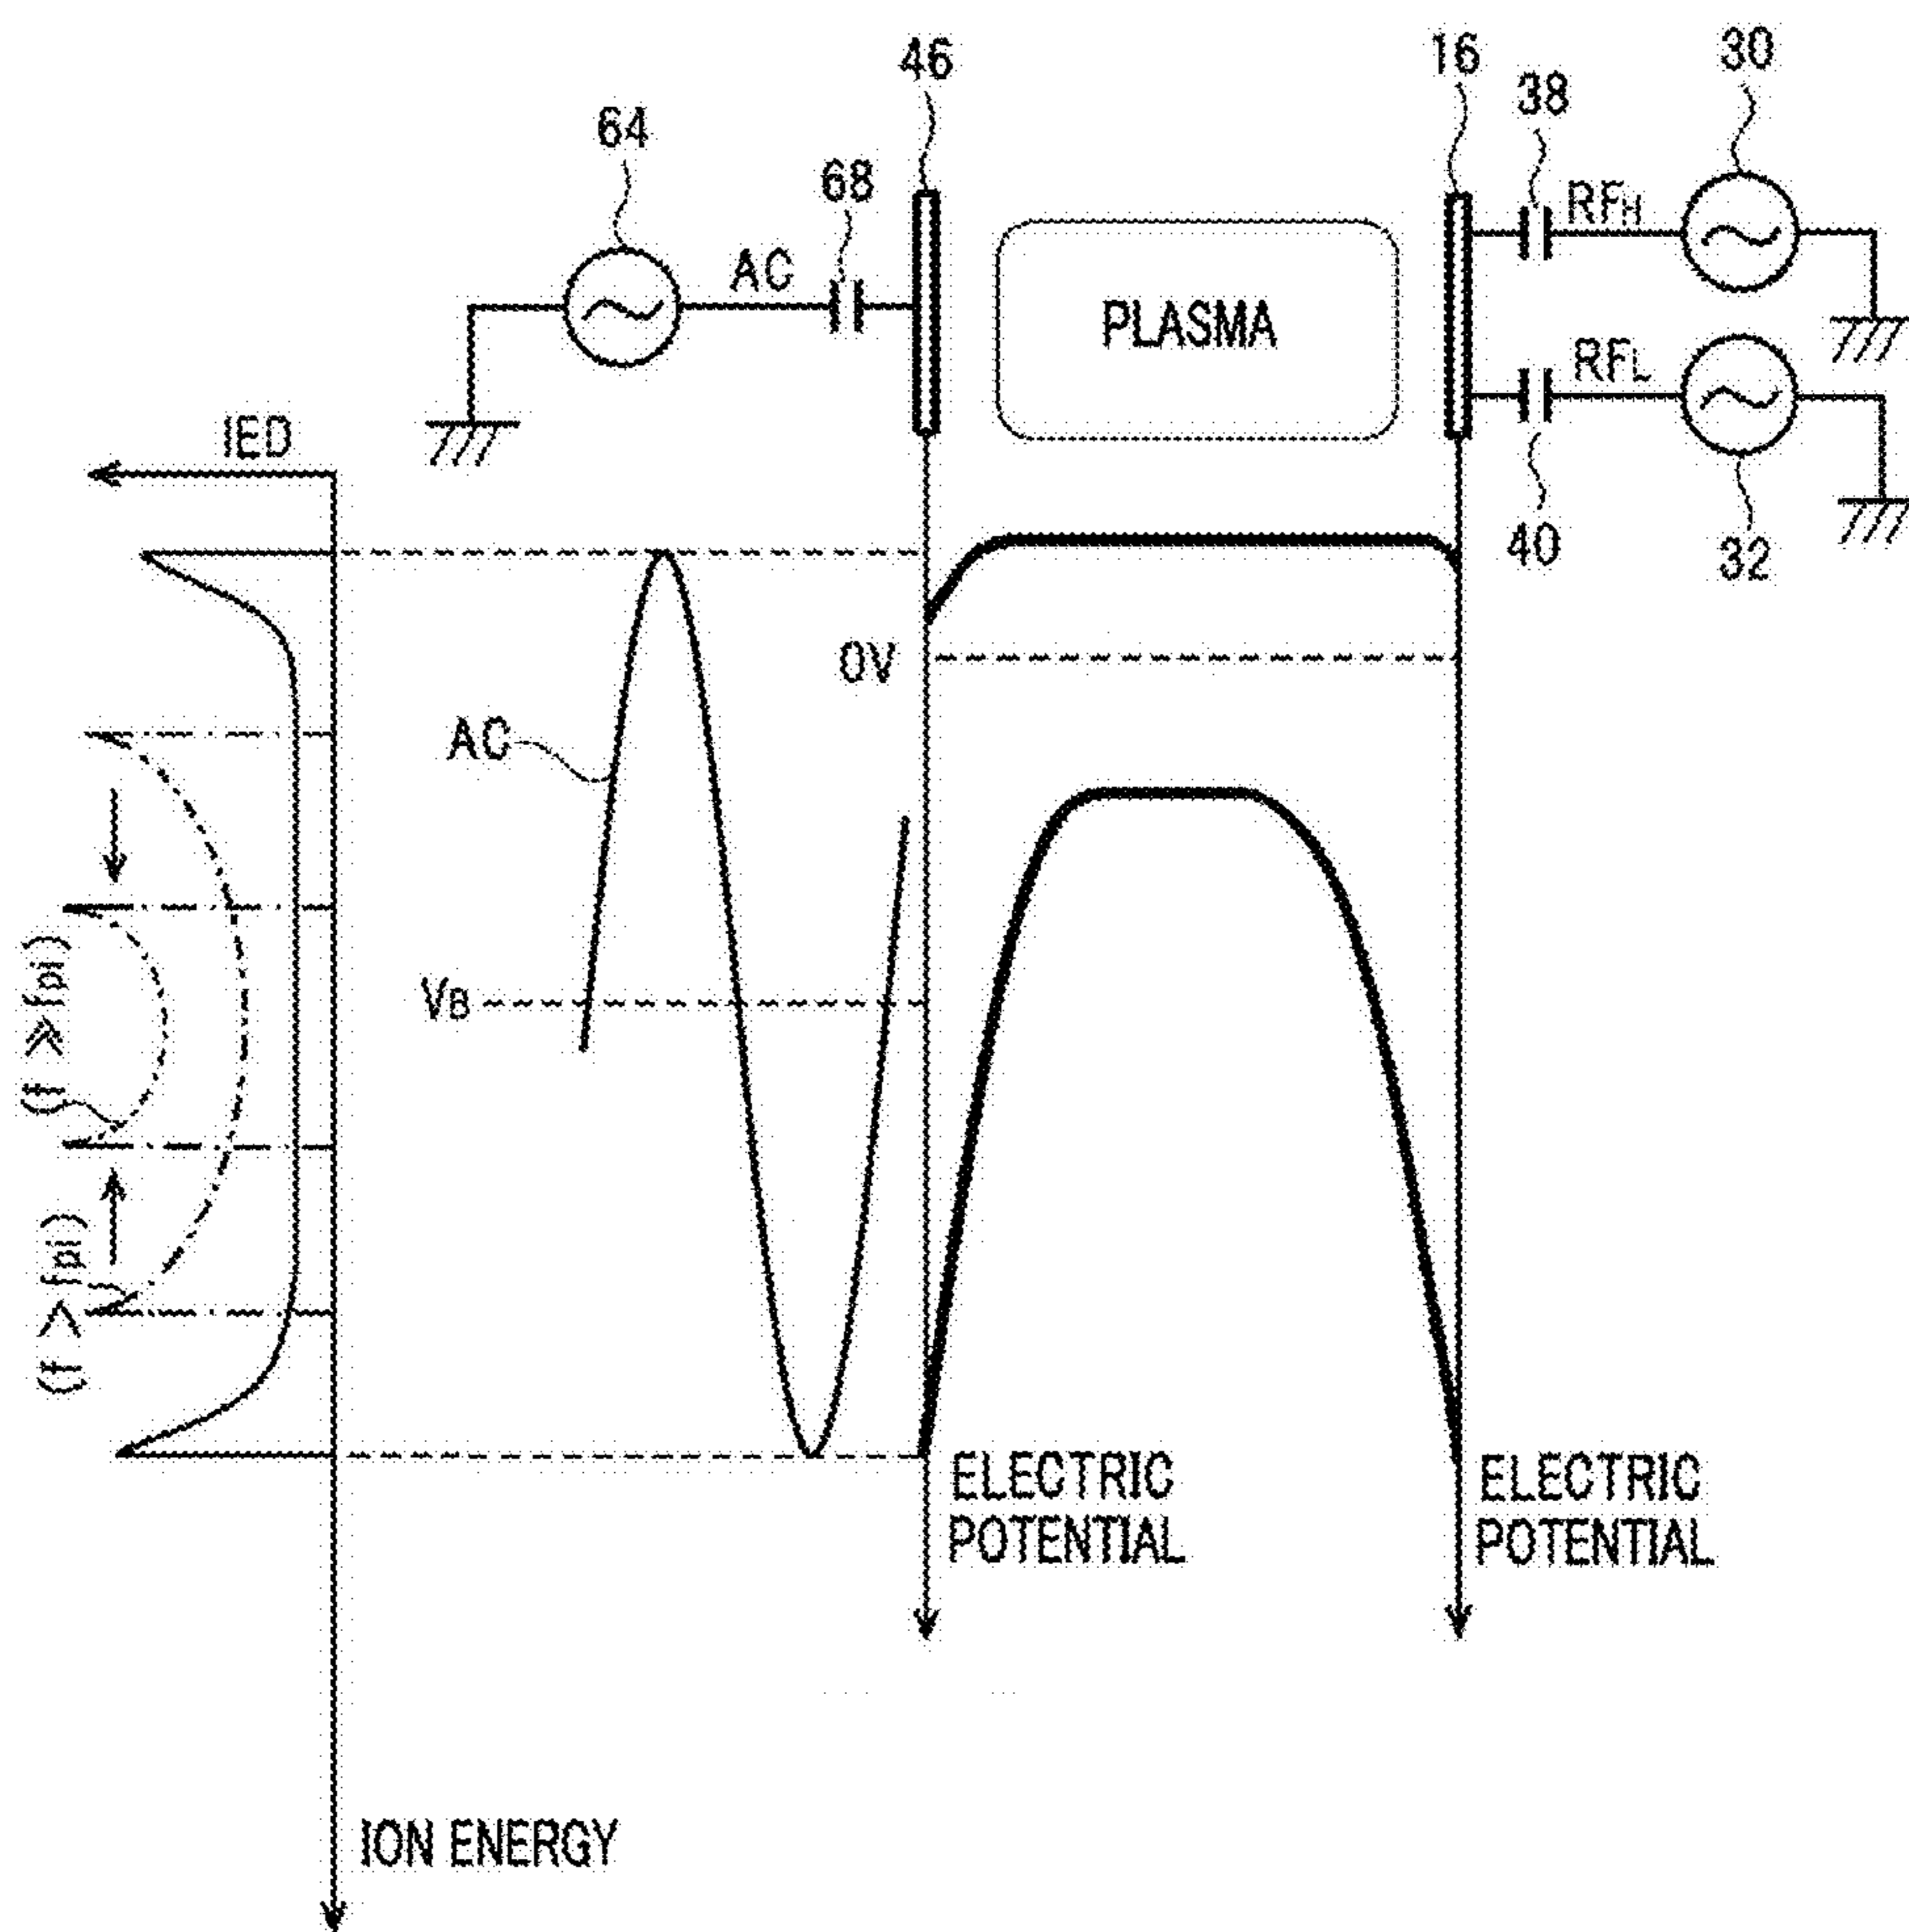 46
16
30
38
64
68
RFH
AC
PLASMA
RFL
IED
40
32
0V
AC
VB
(f ≫ fpi)
(f > fpi)
ELECTRIC
POTENTIAL
ELECTRIC
POTENTIAL
ION ENERGY